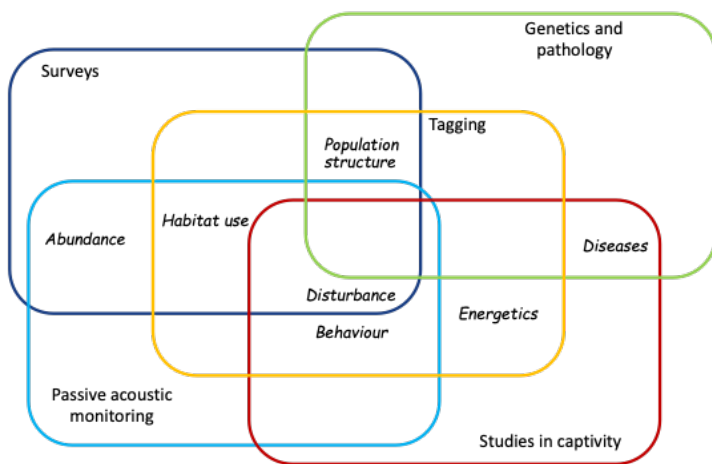 Genetics and
pathology
Surveys
Tagging
Population
structure
Habitat use
Abundance
Diseases
Disturbance
Energetics
Behaviour
Passive acoustic
monitoring
Studies in captivity